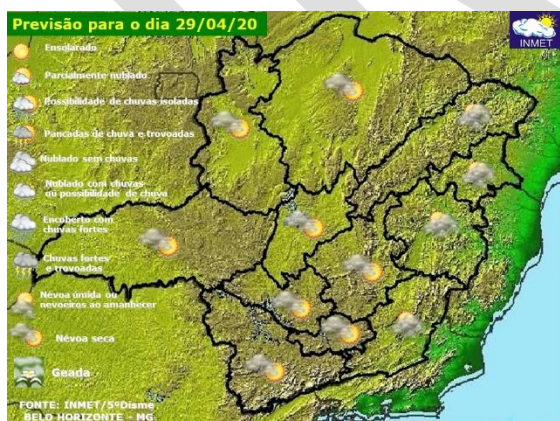 Previsão para o dia 29/04/20
INMET
Ensolarado
Parcialmente nublado
Possibilidade de chuvas isoladas
Pancadas de chuva e trovoadas
Nublado sem chuvas
Nublado com chuvas
ou possibilidade de chuva
Encoberto com
chuvas fortes
Chuvas fortes
e trovoadas
Névoa úmida ou
nevoeiros ao amanhecer
Névoa seca
Geada
FONTE: INMET/5ºDisme
BELO HORIZONTE - MG